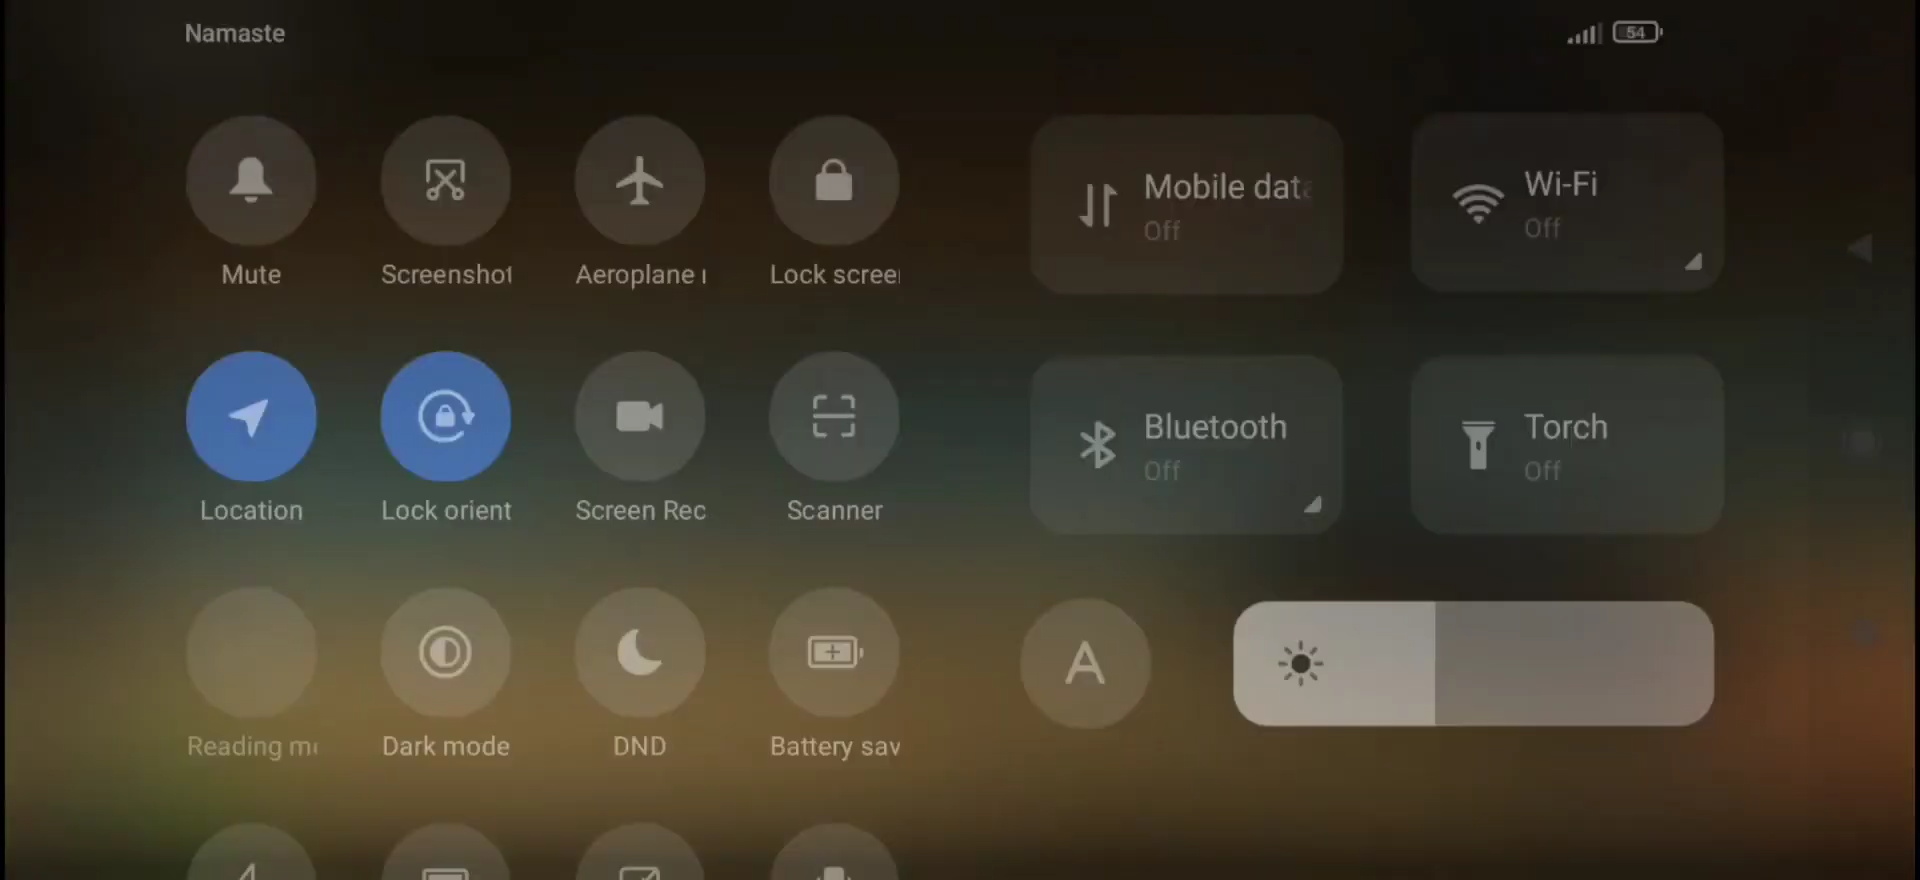 Namaste
54
Mute
Screenshot
Aeroplane
Lock scree
Mobile data
Off
Wi-Fi
Off
Location
Lock orient
Screen Rec
Scanner
Bluetooth
Off
Torch
Off
A
Reading m
Dark mode
DND
Battery sav